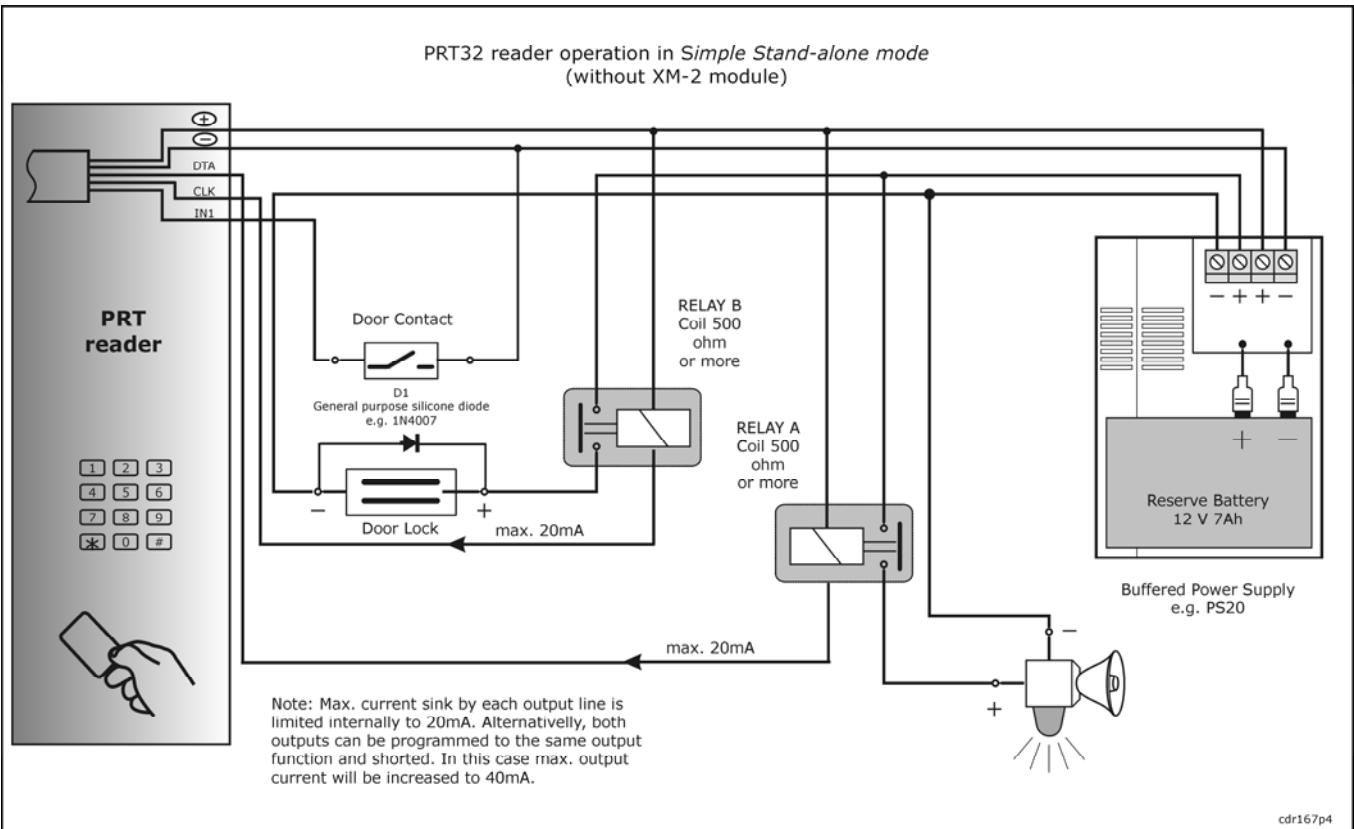 PRT32 reader operation in Simple Stand-alone mode
(without XM-2 module)
+
−
DTA
CLK
IN1
PRT
reader
1 2 3
4 5 6
7 8 9
* 0 #
Door Contact
D1
General purpose silicone diode
e.g. 1N4007
− +
Door Lock
max. 20mA
RELAY B
Coil 500
ohm
or more
RELAY A
Coil 500
ohm
or more
max. 20mA
− + + −
+ −
Reserve Battery
12 V 7Ah
Buffered Power Supply
e.g. PS20
−
+
Note: Max. current sink by each output line is
limited internally to 20mA. Alternativelly, both
outputs can be programmed to the same output
function and shorted. In this case max. output
current will be increased to 40mA.
cdr167p4